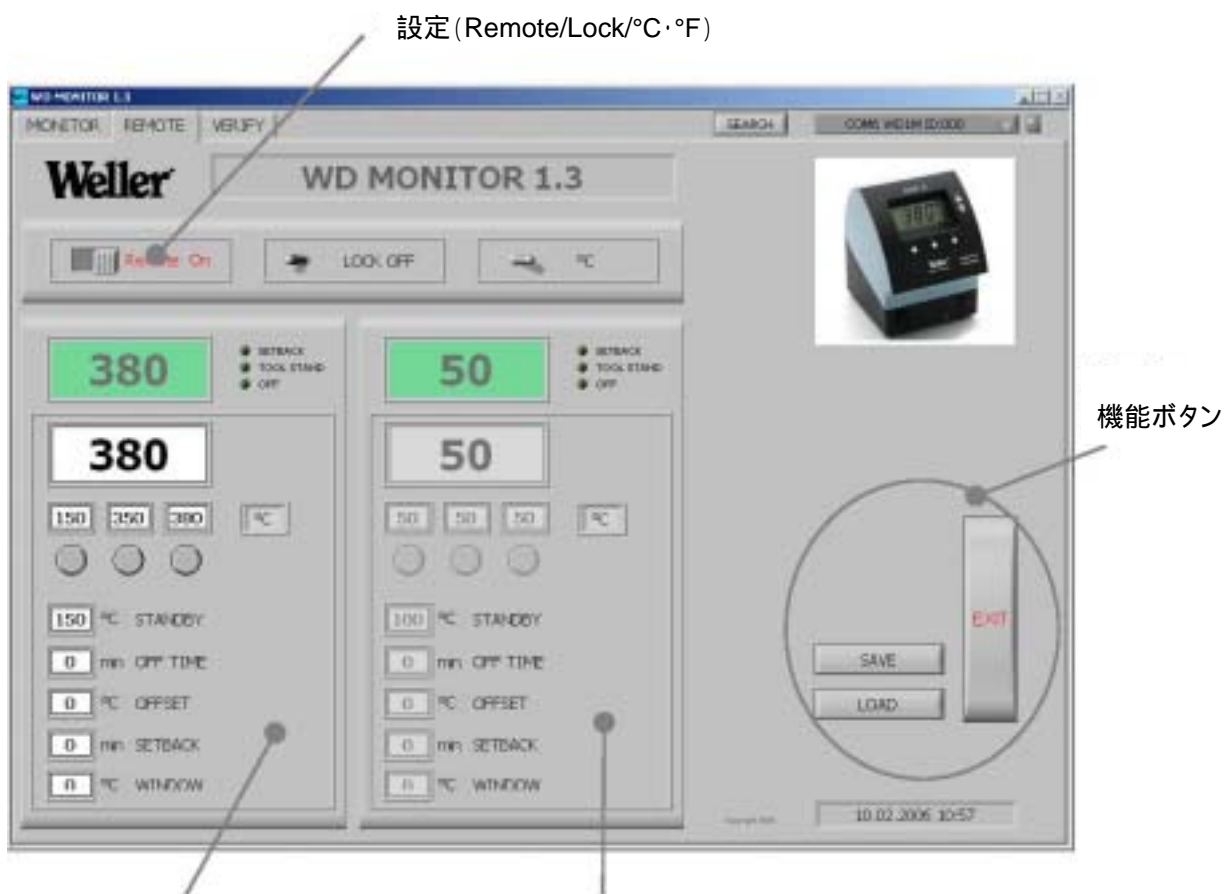 設定(Remote/Lock/°C·°F)
WD MONITOR 1.3
MONITOR REMOTE VERIFY SEARCH
Weller
WD MONITOR 1.3
Remote On
LOCK OFF
°C
380
SETBACK
TOOL STAND
OFF
50
SETBACK
TOOL STAND
OFF
機能ボタン
380
50
150 350 380 °C
50 50 50 °C
150 °C STANDBY
0 min OFF TIME
0 °C OFFSET
0 min SETBACK
0 °C WINDOW
100 °C STANDBY
0 min OFF TIME
0 °C OFFSET
0 min SETBACK
0 °C WINDOW
EXIT
SAVE
LOAD
10.02.2006 10:57